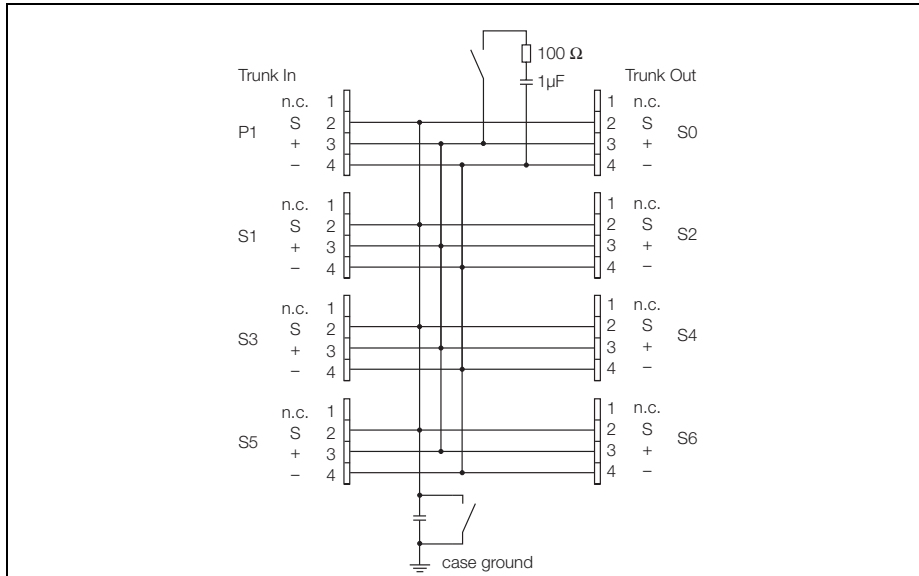 100 Ω
1µF
Trunk In
Trunk Out
n.c. 1
1 n.c.
P1 S 2
2 S S0
+ 3
3 +
– 4
4 –
n.c. 1
1 n.c.
S1 S 2
2 S S2
+ 3
3 +
– 4
4 –
n.c. 1
1 n.c.
S3 S 2
2 S S4
+ 3
3 +
– 4
4 –
n.c. 1
1 n.c.
S5 S 2
2 S S6
+ 3
3 +
– 4
4 –
case ground